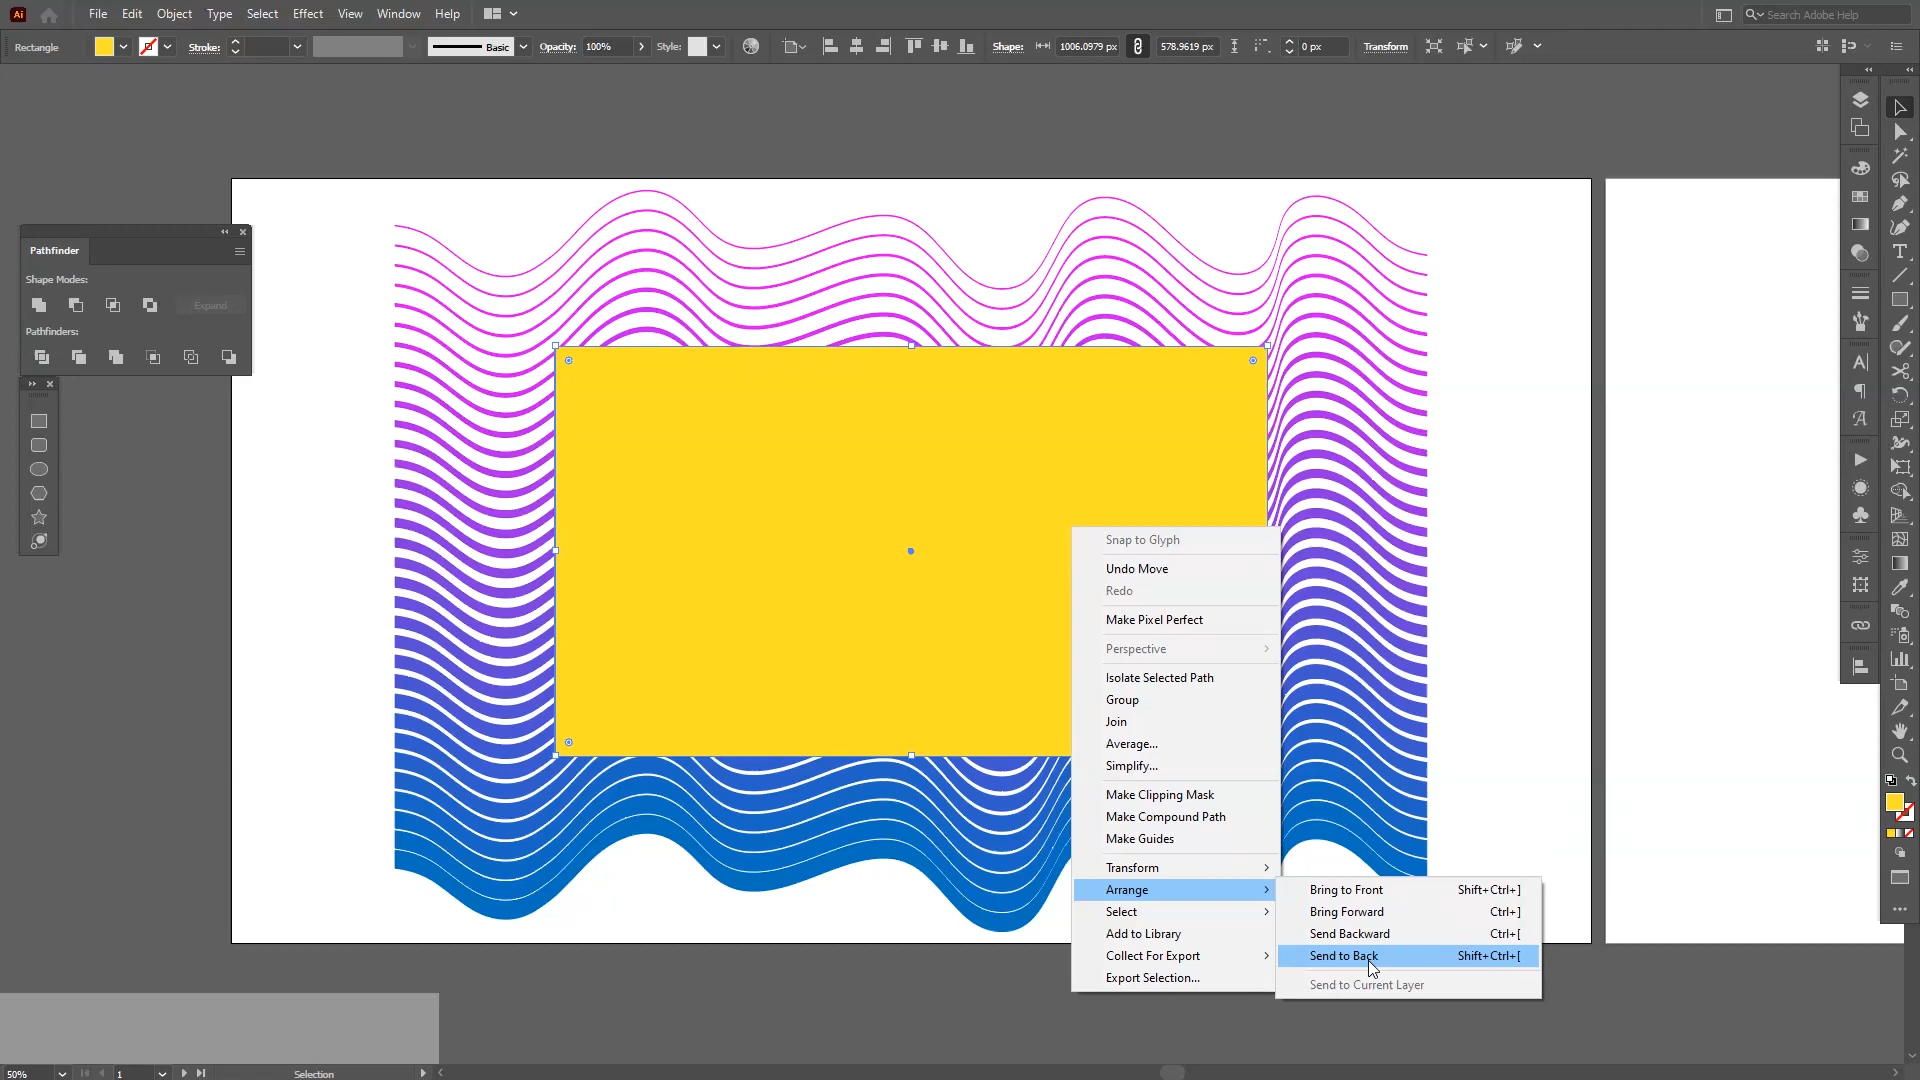 Ai
File Edit Object Type Select Effect View Window Help
Search Adobe Help
Rectangle
Stroke:
Basic
Opacity: 100%
Style:
Shape: 1006.0979 px
578.9619 px
0 px
Transform
Pathfinder
Shape Modes:
Expand
Pathfinders:
Snap to Glyph
Undo Move
Redo
Make Pixel Perfect
Perspective
Isolate Selected Path
Group
Join
Average...
Simplify...
Make Clipping Mask
Make Compound Path
Make Guides
Transform
Arrange
Select
Add to Library
Collect For Export
Export Selection...
Bring to Front Shift+Ctrl+]
Bring Forward Ctrl+]
Send Backward Ctrl+[
Send to Back Shift+Ctrl+[
Send to Current Layer
50%
1
Selection